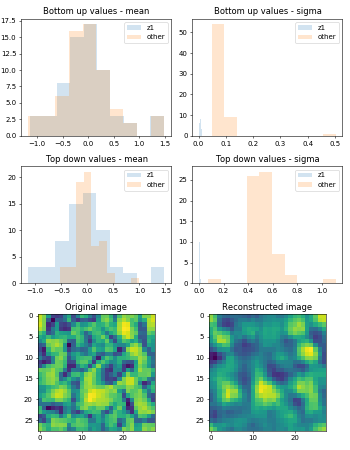 Bottom up values - mean
Bottom up values - sigma
17.5
15.0
12.5
10.0
7.5
5.0
2.5
0.0
z1
other
−1.0 −0.5 0.0 0.5 1.0 1.5
50
40
30
20
10
0
z1
other
0.0 0.1 0.2 0.3 0.4 0.5
Top down values - mean
Top down values - sigma
20
15
10
5
0
z1
other
−1.0 −0.5 0.0 0.5 1.0 1.5
25
20
15
10
5
0
z1
other
0.0 0.2 0.4 0.6 0.8 1.0
Original image
Reconstructed image
0
5
10
15
20
25
0 10 20
0
5
10
15
20
25
0 10 20